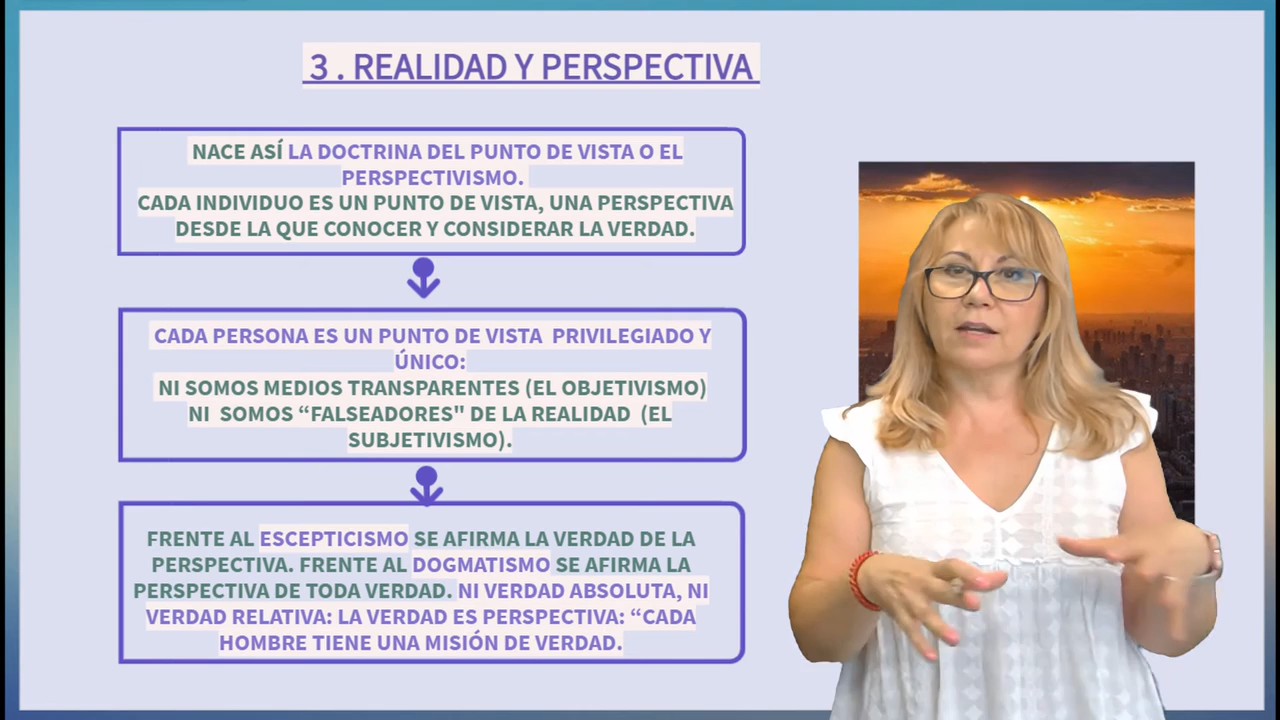 3 . REALIDAD Y PERSPECTIVA
NACE ASÍ LA DOCTRINA DEL PUNTO DE VISTA O EL
PERSPECTIVISMO.
CADA INDIVIDUO ES UN PUNTO DE VISTA, UNA PERSPECTIVA
DESDE LA QUE CONOCER Y CONSIDERAR LA VERDAD.
CADA PERSONA ES UN PUNTO DE VISTA PRIVILEGIADO Y
ÚNICO:
NI SOMOS MEDIOS TRANSPARENTES (EL OBJETIVISMO)
NI SOMOS “FALSEADORES" DE LA REALIDAD (EL
SUBJETIVISMO).
FRENTE AL ESCEPTICISMO SE AFIRMA LA VERDAD DE LA
PERSPECTIVA. FRENTE AL DOGMATISMO SE AFIRMA LA
PERSPECTIVA DE TODA VERDAD. NI VERDAD ABSOLUTA, NI
VERDAD RELATIVA: LA VERDAD ES PERSPECTIVA: “CADA
HOMBRE TIENE UNA MISIÓN DE VERDAD.